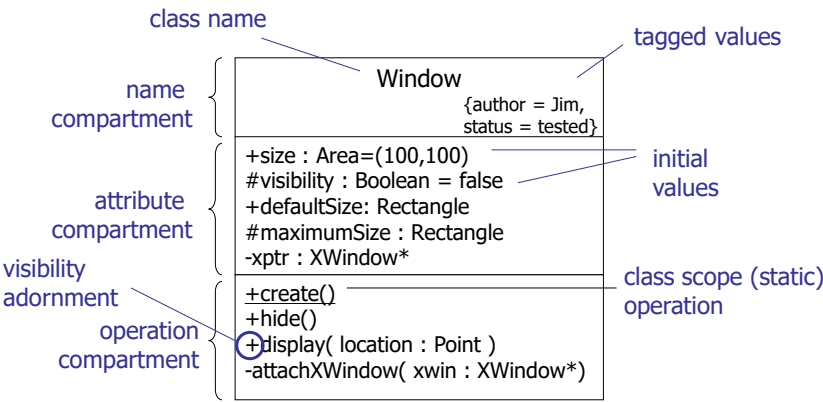 class name
tagged values
Window
{author = Jim,
status = tested}
name
compartment
+size : Area=(100,100)
#visibility : Boolean = false
+defaultSize: Rectangle
#maximumSize : Rectangle
-xptr : XWindow*
initial
values
attribute
compartment
visibility
adornment
+create()
+hide()
+display( location : Point )
-attachXWindow( xwin : XWindow*)
class scope (static)
operation
operation
compartment